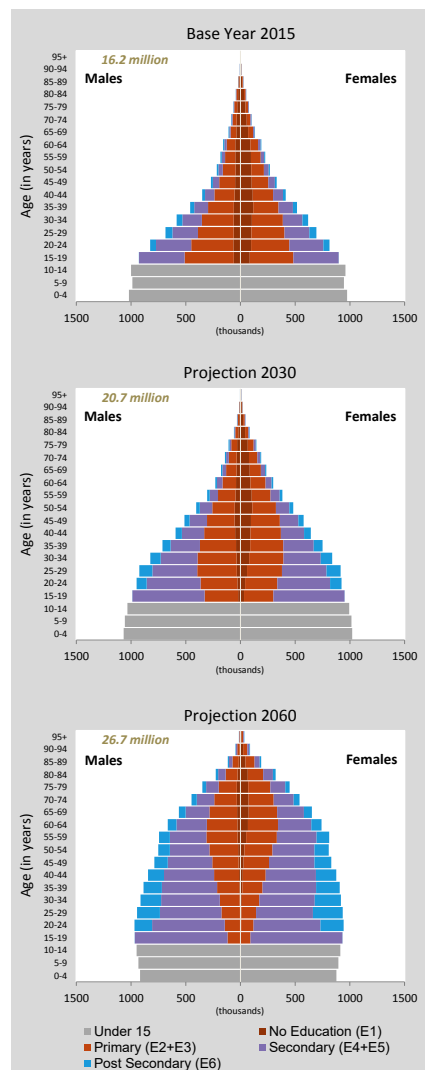 Base Year 2015
16.2 million
Males
Females
Age (in years)
95+
90-94
85-89
80-84
75-79
70-74
65-69
60-64
55-59
50-54
45-49
40-44
35-39
30-34
25-29
20-24
15-19
10-14
5-9
0-4
1500 1000 500 0 500 1000 1500
(thousands)
Projection 2030
20.7 million
Males
Females
Age (in years)
95+
90-94
85-89
80-84
75-79
70-74
65-69
60-64
55-59
50-54
45-49
40-44
35-39
30-34
25-29
20-24
15-19
10-14
5-9
0-4
1500 1000 500 0 500 1000 1500
(thousands)
Projection 2060
26.7 million
Males
Females
Age (in years)
95+
90-94
85-89
80-84
75-79
70-74
65-69
60-64
55-59
50-54
45-49
40-44
35-39
30-34
25-29
20-24
15-19
10-14
5-9
0-4
1500 1000 500 0 500 1000 1500
(thousands)
Under 15 No Education (E1)
Primary (E2+E3) Secondary (E4+E5)
Post Secondary (E6)